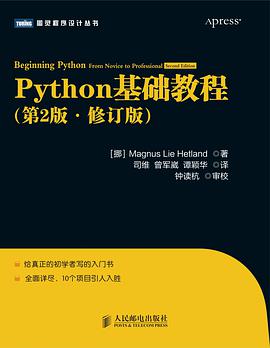 TURING 图灵程序设计丛书 Apress®
Beginning Python From Novice to Professional Second Edition
Python基础教程
(第2版·修订版)
[挪] Magnus Lie Hetland ◎著
司维 曾军崴 谭颖华 ◎译
钟读杭 ◎审校
给真正的初学者写的入门书
全面详尽、10个项目引人入胜
人民邮电出版社
POSTS & TELECOM PRESS